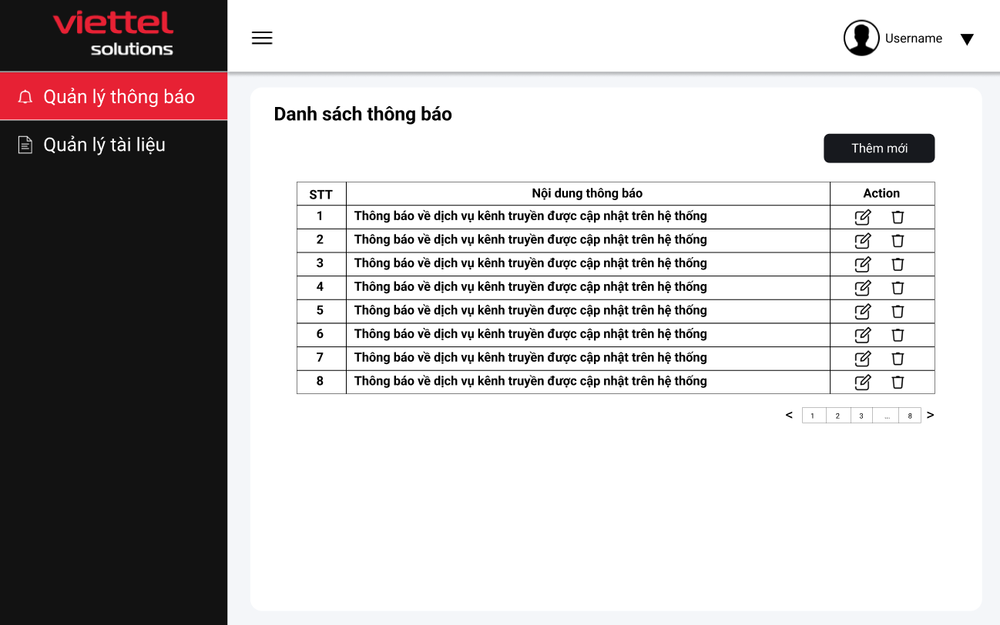 viettel
solutions
Username
Quản lý thông báo
Quản lý tài liệu
Danh sách thông báo
Thêm mới
STT Nội dung thông báo Action
1 Thông báo về dịch vụ kênh truyền được cập nhật trên hệ thống
2 Thông báo về dịch vụ kênh truyền được cập nhật trên hệ thống
3 Thông báo về dịch vụ kênh truyền được cập nhật trên hệ thống
4 Thông báo về dịch vụ kênh truyền được cập nhật trên hệ thống
5 Thông báo về dịch vụ kênh truyền được cập nhật trên hệ thống
6 Thông báo về dịch vụ kênh truyền được cập nhật trên hệ thống
7 Thông báo về dịch vụ kênh truyền được cập nhật trên hệ thống
8 Thông báo về dịch vụ kênh truyền được cập nhật trên hệ thống
< 1 2 3 ... 8 >